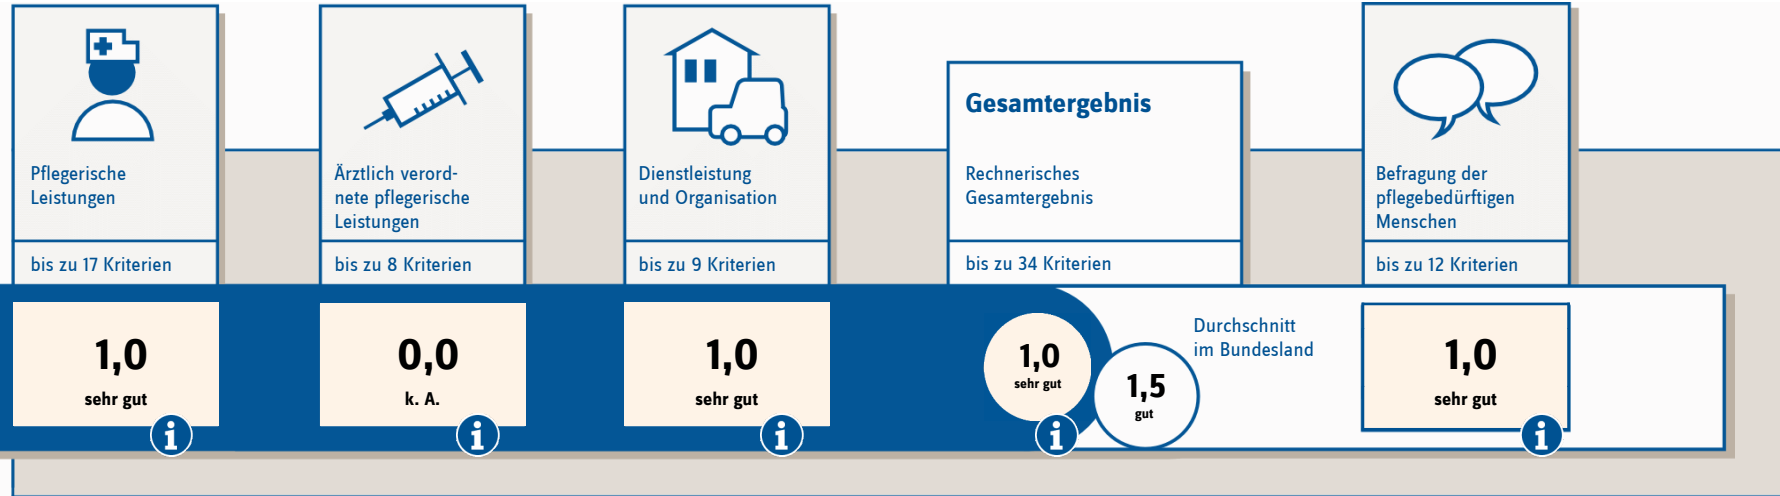 Pflegerische
Leistungen
bis zu 17 Kriterien
1,0
sehr gut
Ärztlich verord-
nete pflegerische
Leistungen
bis zu 8 Kriterien
0,0
k. A.
Dienstleistung
und Organisation
bis zu 9 Kriterien
1,0
sehr gut
Gesamtergebnis
Rechnerisches
Gesamtergebnis
bis zu 34 Kriterien
1,0
sehr gut
Durchschnitt
im Bundesland
1,5
gut
Befragung der
pflegebedürftigen
Menschen
bis zu 12 Kriterien
1,0
sehr gut
i
i
i
i
i